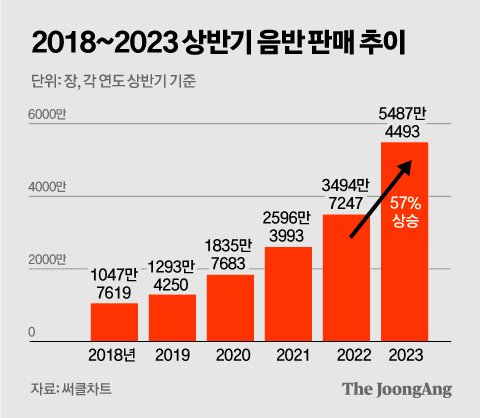 2018~2023 상반기 음반 판매 추이
단위: 장, 각 연도 상반기 기준
6000만
4000만
2000만
0
1047만
7619
1293만
4250
1835만
7683
2596만
3993
3494만
7247
5487만
4493
57%
상승
2018년
2019
2020
2021
2022
2023
자료: 써클차트
The JoongAng